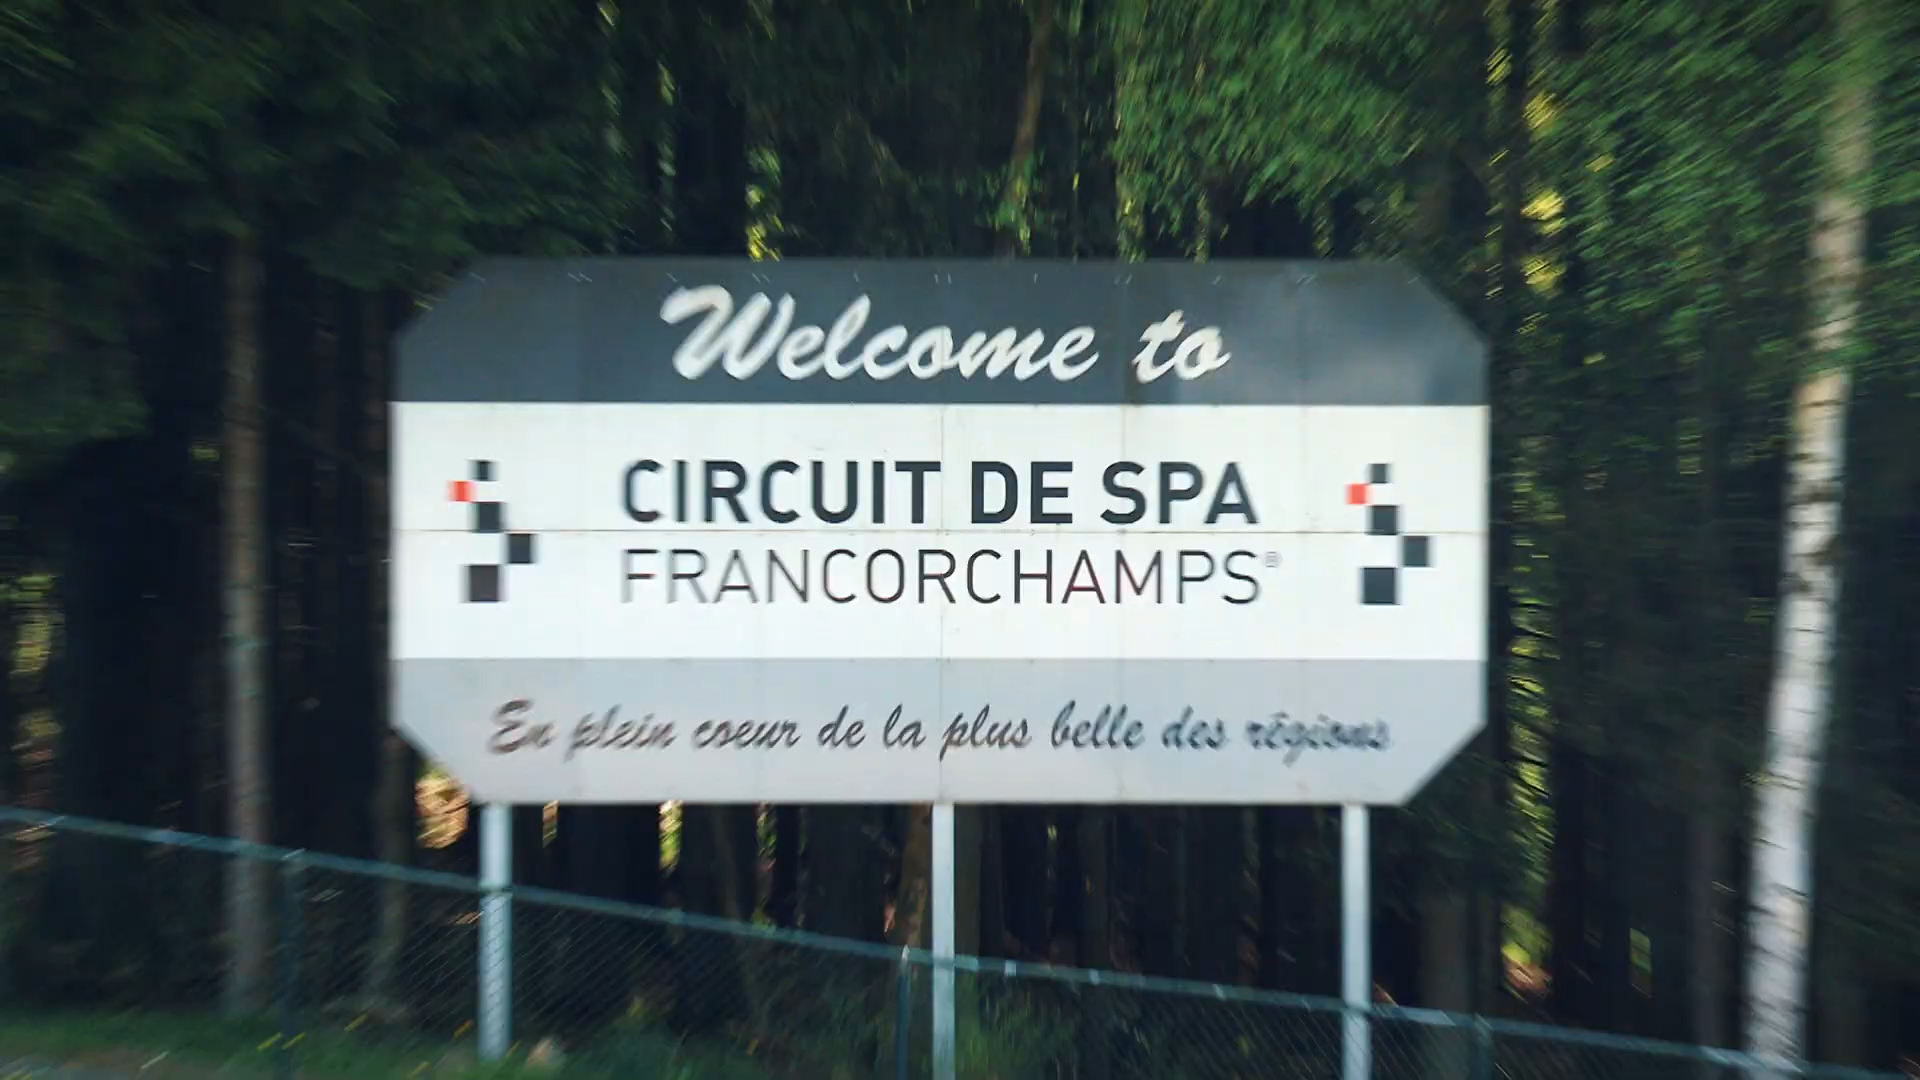 Welcome to
CIRCUIT DE SPA
FRANCORCHAMPS®
En plein coeur de la plus belle des régions